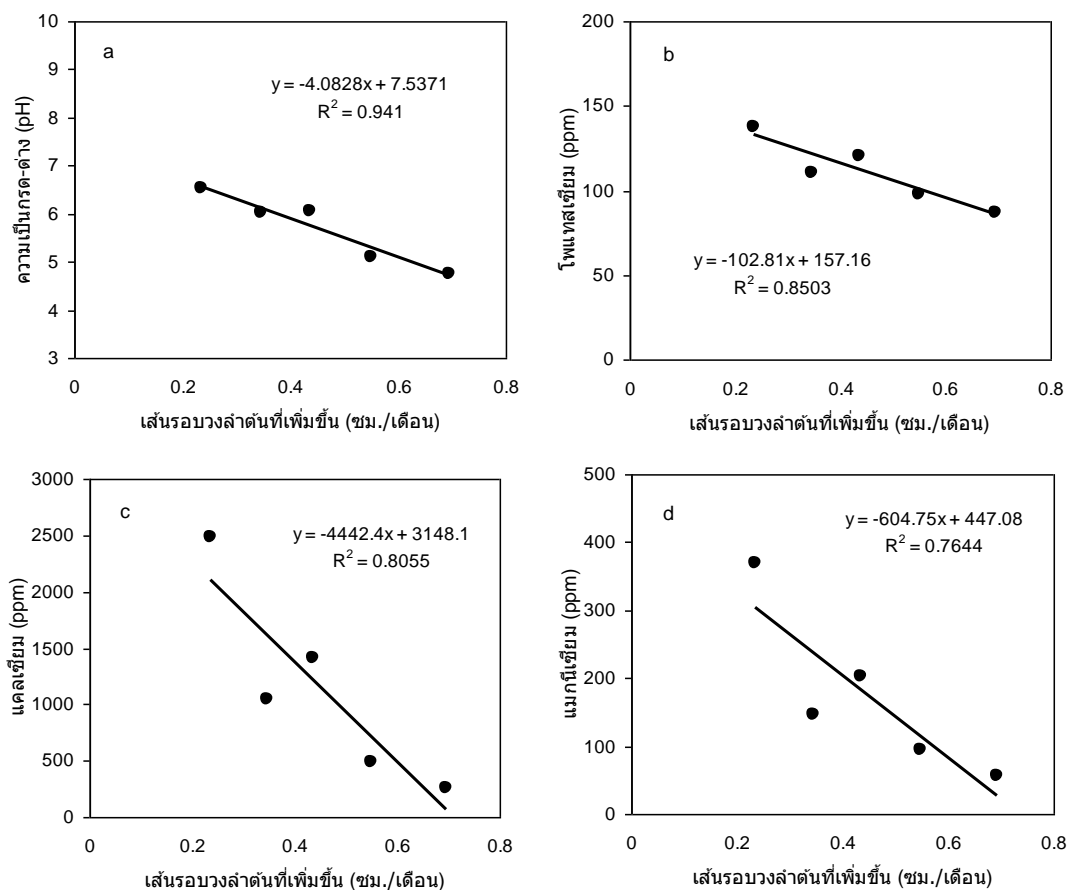 a
y = -4.0828x + 7.5371
R² = 0.941
ความเป็นกรด-ด่าง (pH)
10
9
8
7
6
5
4
3
0 0.2 0.4 0.6 0.8
เส้นรอบวงลำต้นที่เพิ่มขึ้น (ซม./เดือน)
b
y = -102.81x + 157.16
R² = 0.8503
โพแทสเซียม (ppm)
200
150
100
50
0
0 0.2 0.4 0.6 0.8
เส้นรอบวงลำต้นที่เพิ่มขึ้น (ซม./เดือน)
c
y = -4442.4x + 3148.1
R² = 0.8055
แคลเซียม (ppm)
3000
2500
2000
1500
1000
500
0
0 0.2 0.4 0.6 0.8
เส้นรอบวงลำต้นที่เพิ่มขึ้น (ซม./เดือน)
d
y = -604.75x + 447.08
R² = 0.7644
แมกนีเซียม (ppm)
500
400
300
200
100
0
0 0.2 0.4 0.6 0.8
เส้นรอบวงลำต้นที่เพิ่มขึ้น (ซม./เดือน)